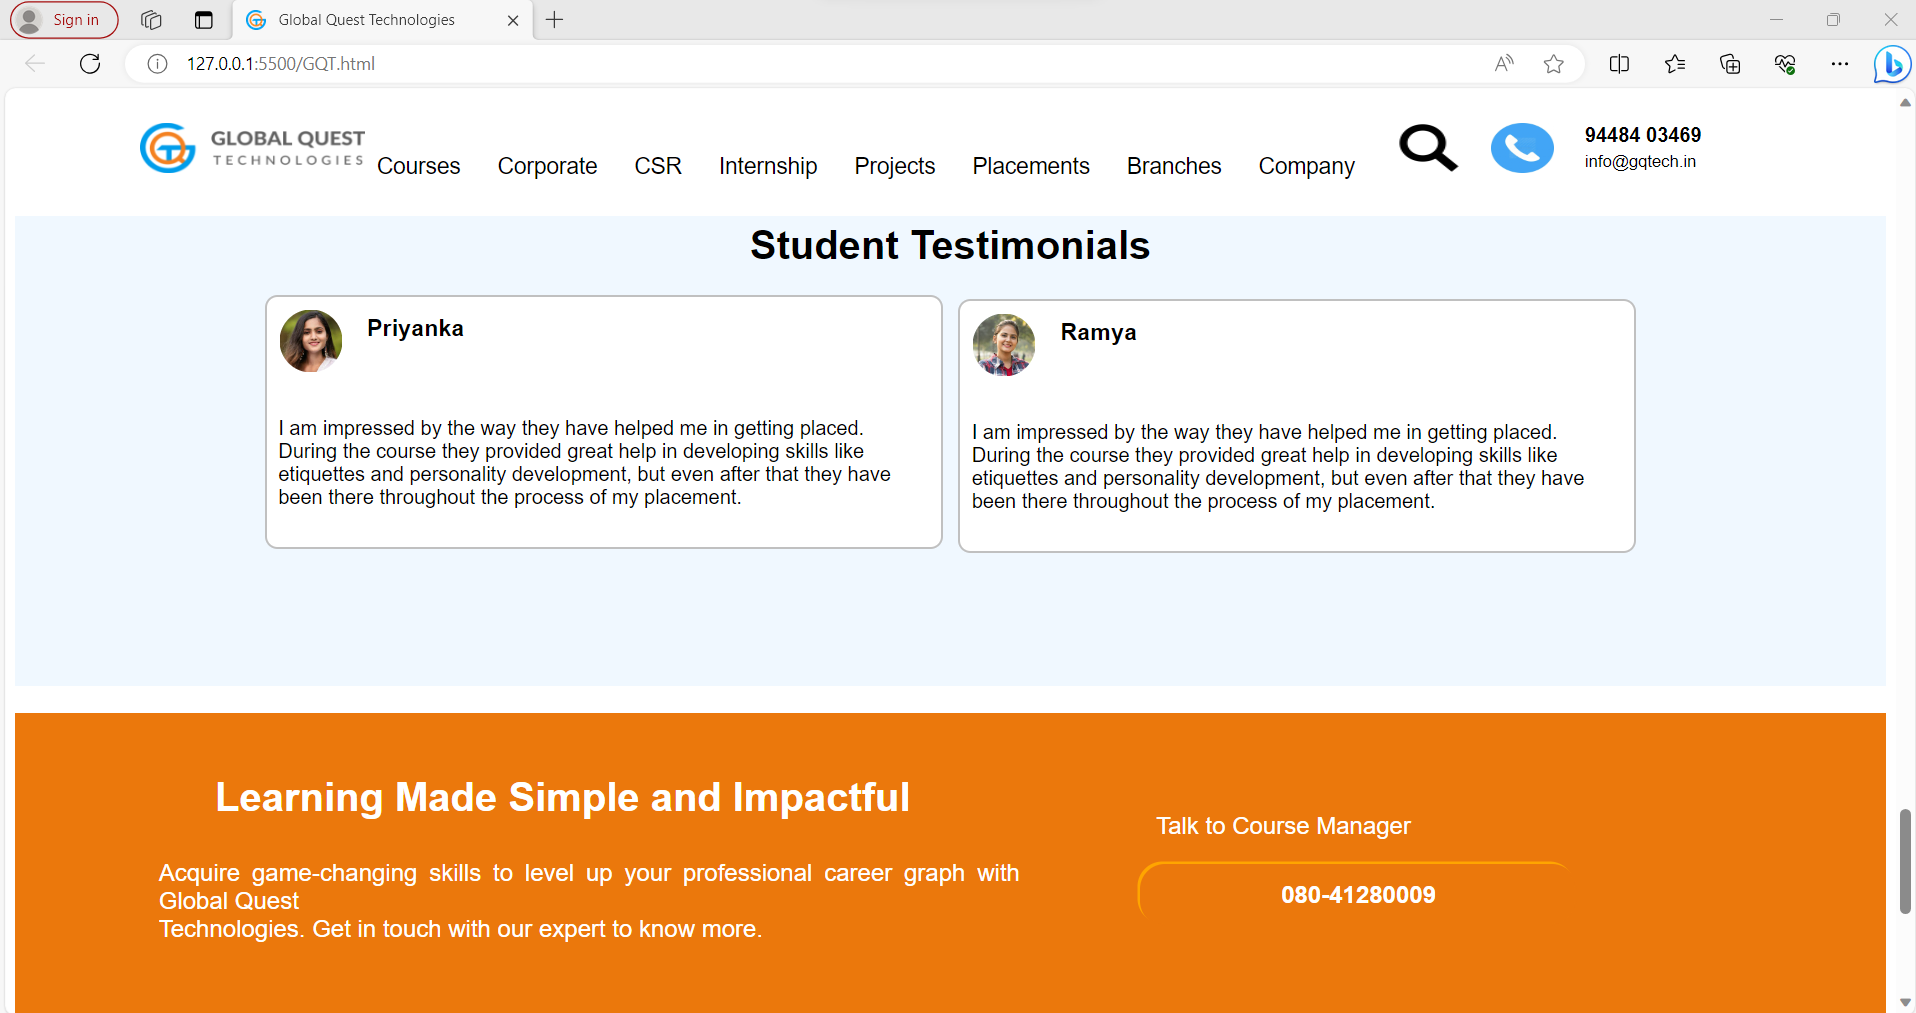 Sign in
Global Quest Technologies
127.0.0.1:5500/GQT.html
GLOBAL QUEST
TECHNOLOGIES
Courses Corporate CSR Internship Projects Placements Branches Company
94484 03469
info@gqtech.in
Student Testimonials
Priyanka
I am impressed by the way they have helped me in getting placed.
During the course they provided great help in developing skills like
etiquettes and personality development, but even after that they have
been there throughout the process of my placement.
Ramya
I am impressed by the way they have helped me in getting placed.
During the course they provided great help in developing skills like
etiquettes and personality development, but even after that they have
been there throughout the process of my placement.
Learning Made Simple and Impactful
Acquire game-changing skills to level up your professional career graph with
Global Quest
Technologies. Get in touch with our expert to know more.
Talk to Course Manager
080-41280009